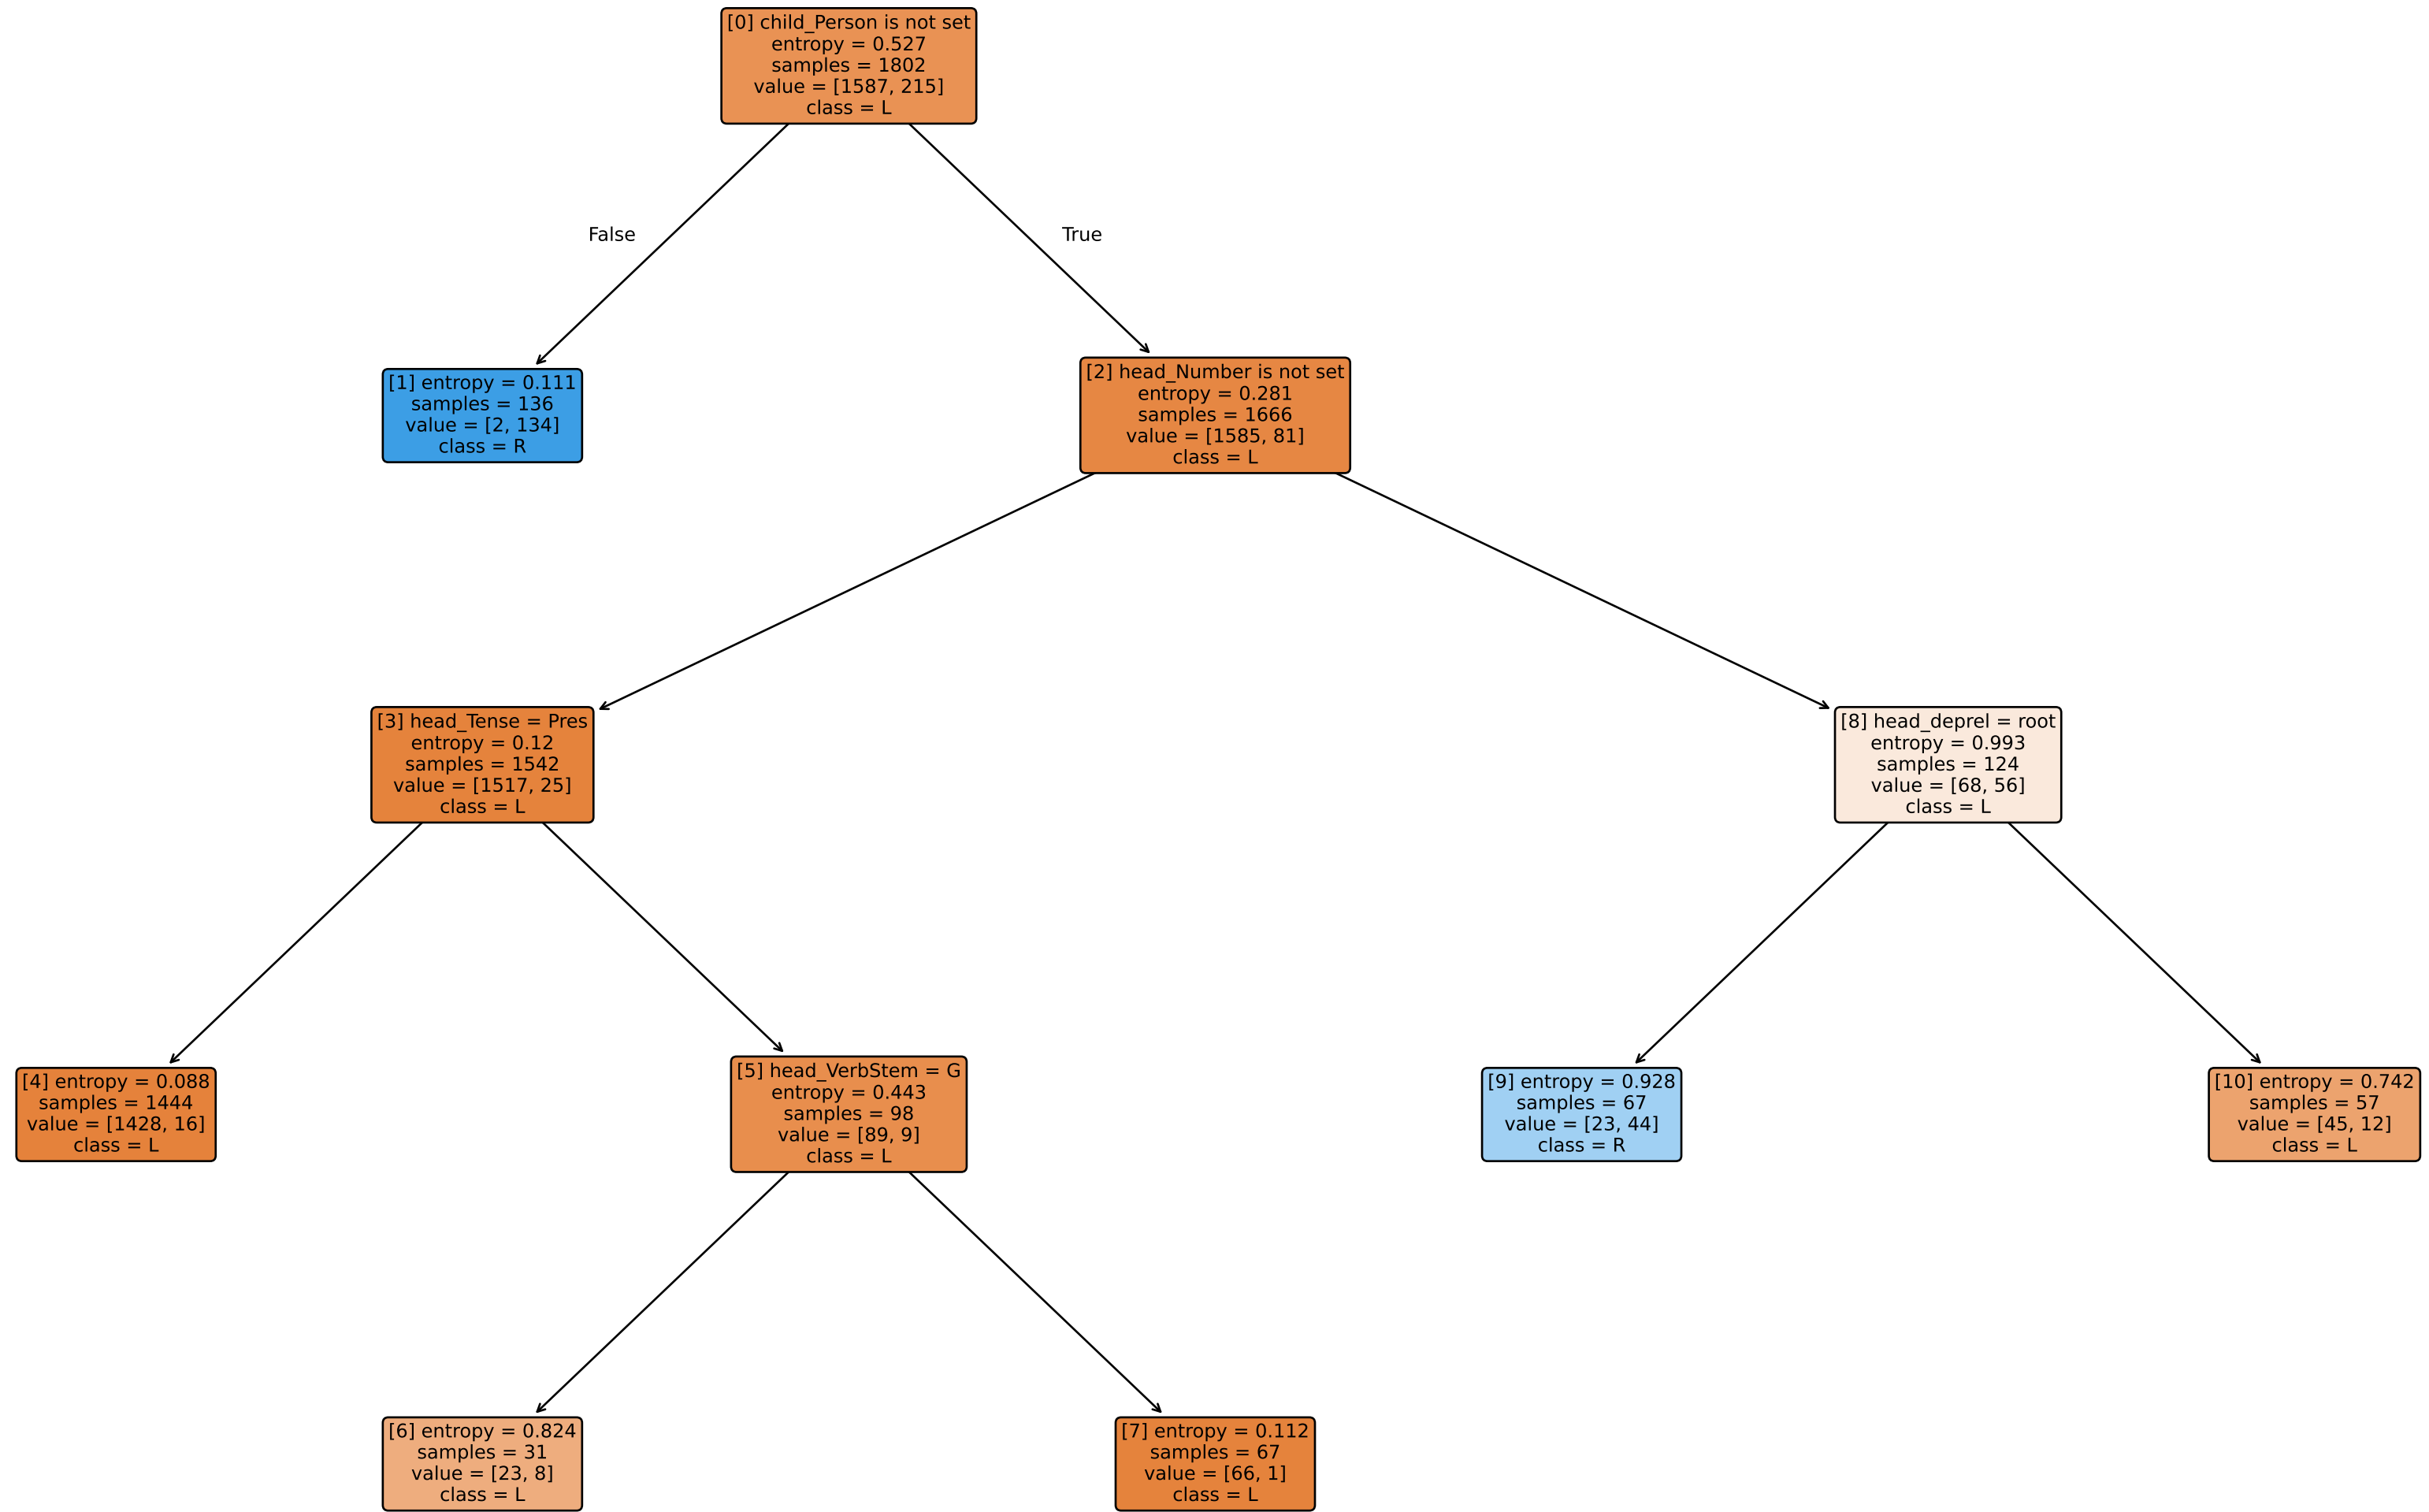 [0] child_Person is not set
entropy = 0.527
samples = 1802
value = [1587, 215]
class = L
False
True
[1] entropy = 0.111
samples = 136
value = [2, 134]
class = R
[2] head_Number is not set
entropy = 0.281
samples = 1666
value = [1585, 81]
class = L
[3] head_Tense = Pres
entropy = 0.12
samples = 1542
value = [1517, 25]
class = L
[8] head_deprel = root
entropy = 0.993
samples = 124
value = [68, 56]
class = L
[4] entropy = 0.088
samples = 1444
value = [1428, 16]
class = L
[5] head_VerbStem = G
entropy = 0.443
samples = 98
value = [89, 9]
class = L
[9] entropy = 0.928
samples = 67
value = [23, 44]
class = R
[10] entropy = 0.742
samples = 57
value = [45, 12]
class = L
[6] entropy = 0.824
samples = 31
value = [23, 8]
class = L
[7] entropy = 0.112
samples = 67
value = [66, 1]
class = L